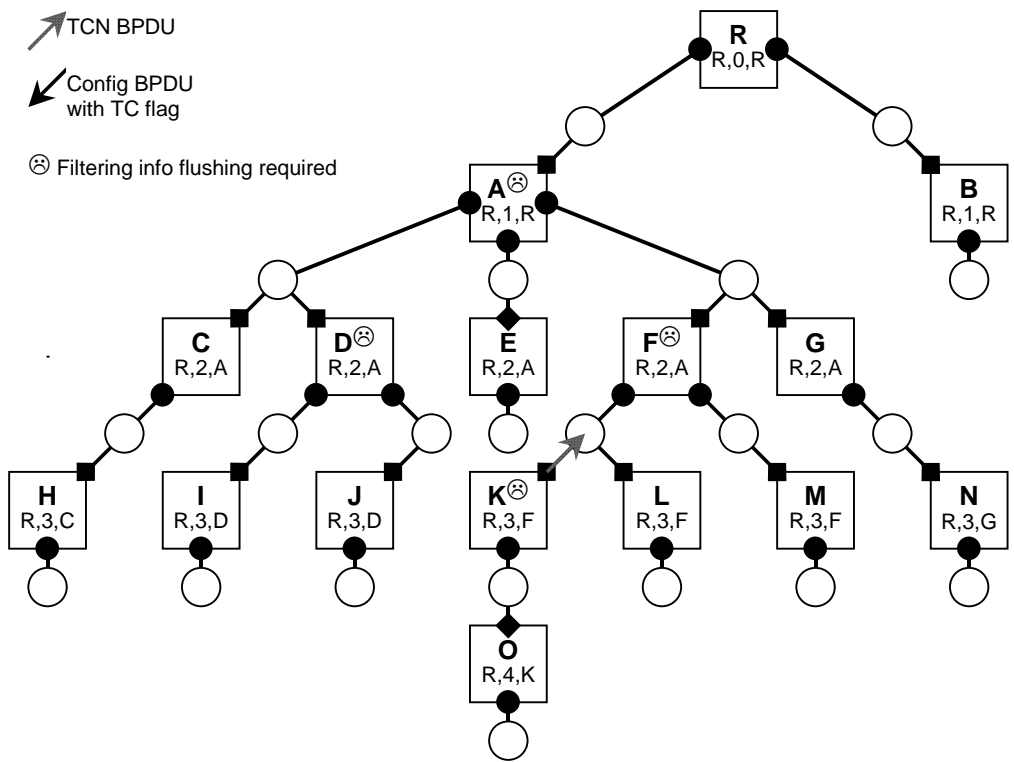 TCN BPDU
Config BPDU
with TC flag
☹ Filtering info flushing required
R
R,0,R
A☹
R,1,R
B
R,1,R
C
R,2,A
D☹
R,2,A
E
R,2,A
F☹
R,2,A
G
R,2,A
H
R,3,C
I
R,3,D
J
R,3,D
K☹
R,3,F
L
R,3,F
M
R,3,F
N
R,3,G
O
R,4,K